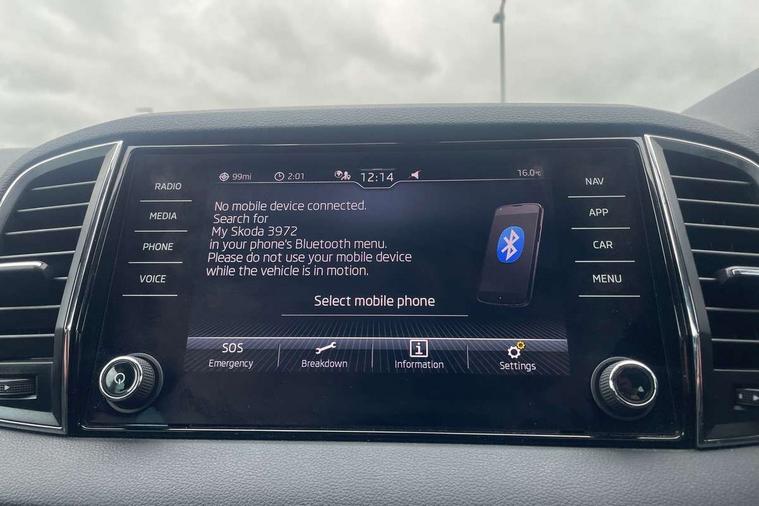 99mi 2:01 12:14 16.0°C
RADIO
MEDIA
PHONE
VOICE
No mobile device connected.
Search for
My Skoda 3972
in your phone's Bluetooth menu.
Please do not use your mobile device
while the vehicle is in motion.
Select mobile phone
SOS
Emergency
Breakdown
i
Information
Settings
NAV
APP
CAR
MENU